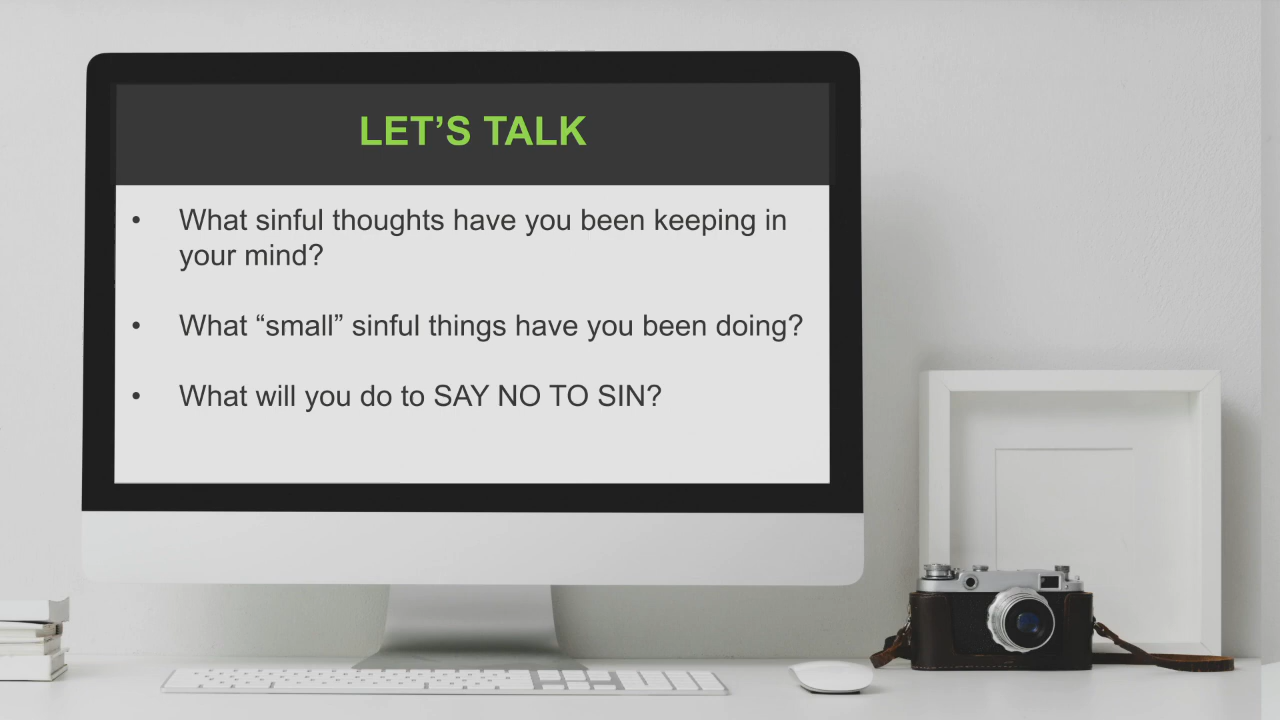 LET’S TALK
• What sinful thoughts have you been keeping in
your mind?
• What “small” sinful things have you been doing?
• What will you do to SAY NO TO SIN?